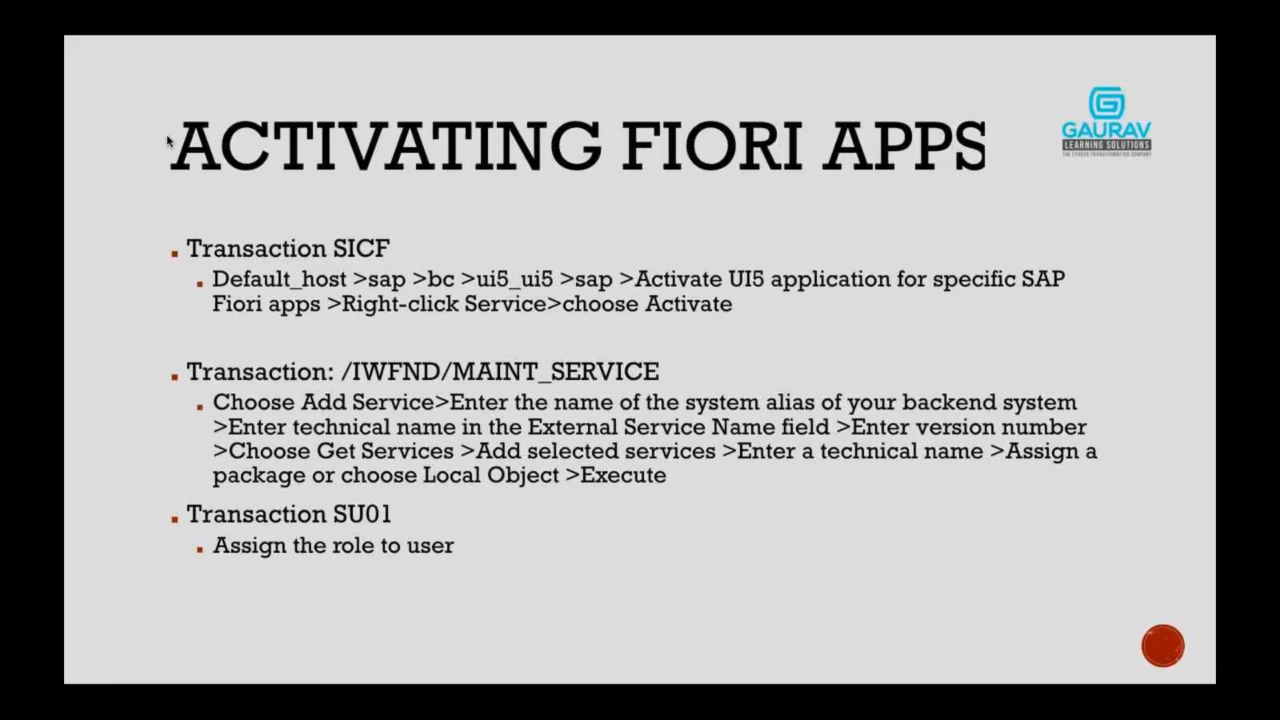 ACTIVATING FIORI APPS
GAURAV
LEARNING SOLUTIONS
THE CAREER TRANSFORMATION COMPANY
Transaction SICF
Default_host >sap >bc >ui5_ui5 >sap >Activate UI5 application for specific SAP
Fiori apps >Right-click Service>choose Activate
Transaction: /IWFND/MAINT_SERVICE
Choose Add Service>Enter the name of the system alias of your backend system
>Enter technical name in the External Service Name field >Enter version number
>Choose Get Services >Add selected services >Enter a technical name >Assign a
package or choose Local Object >Execute
Transaction SU01
Assign the role to user